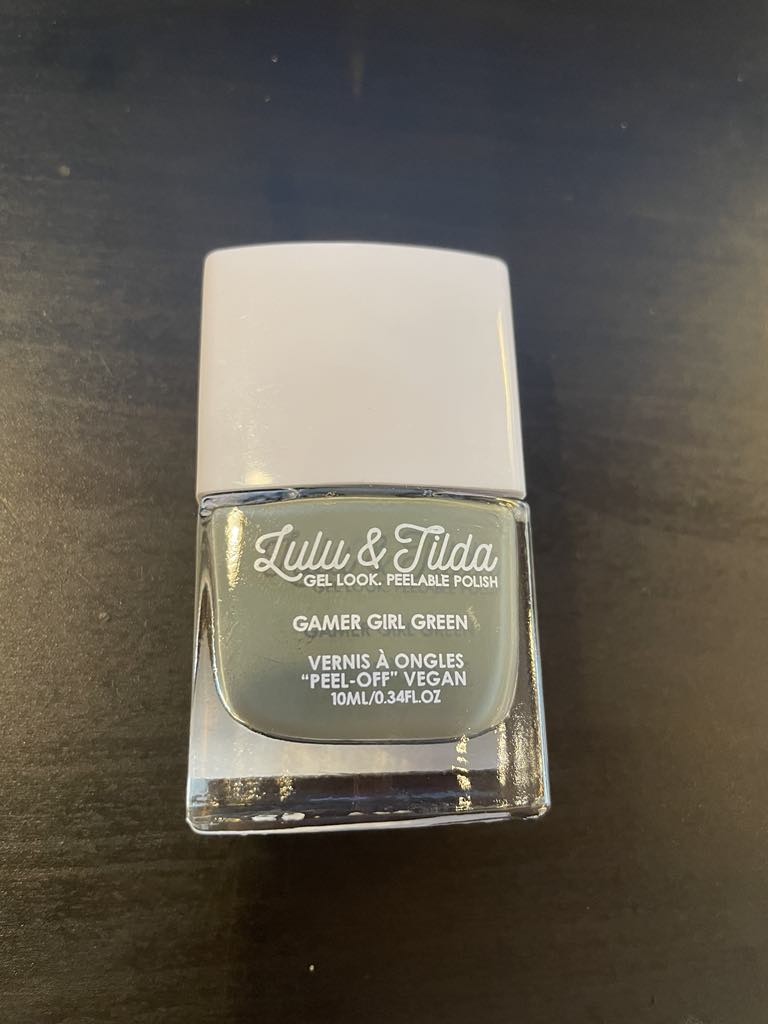 Lulu & Tilda
GEL LOOK. PEELABLE POLISH
GAMER GIRL GREEN
VERNIS À ONGLES
“PEEL-OFF” VEGAN
10ML/0.34FL.OZ